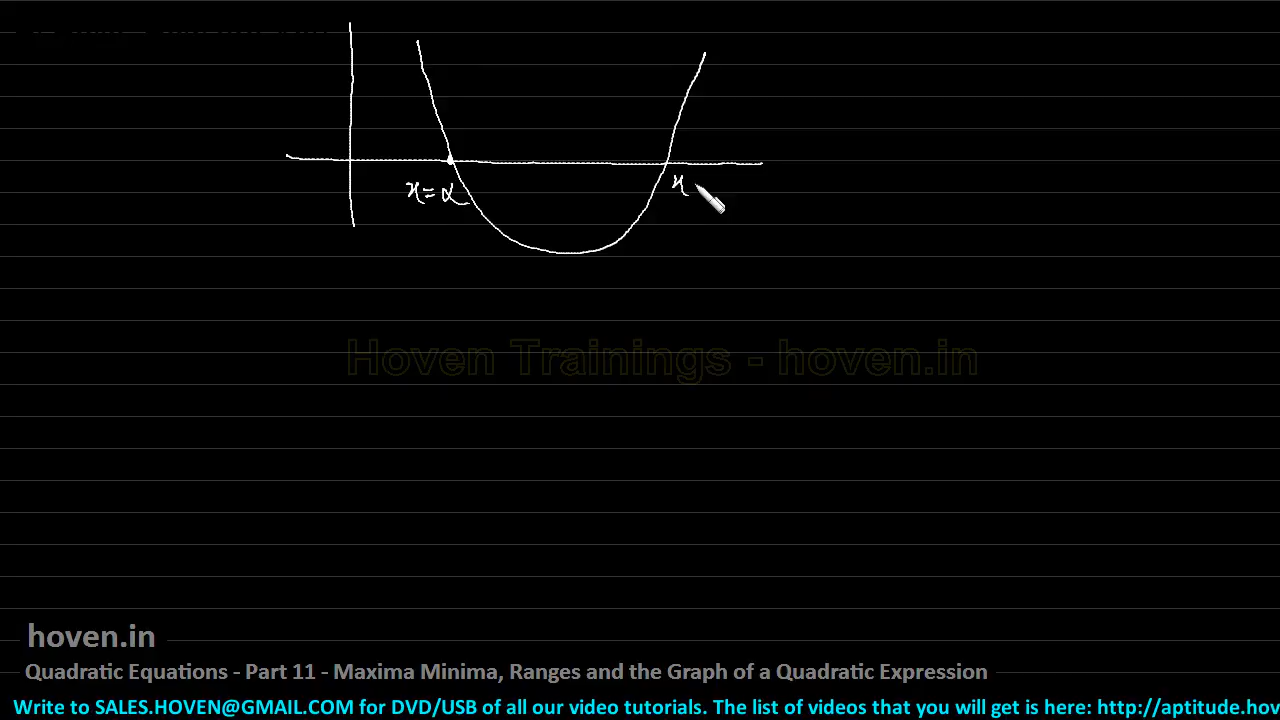 x = α
x
Hoven Trainings - hoven.in
hoven.in
Quadratic Equations - Part 11 - Maxima Minima, Ranges and the Graph of a Quadratic Expression
Write to SALES.HOVEN@GMAIL.COM for DVD/USB of all our video tutorials. The list of videos that you will get is here: http://aptitude.hov